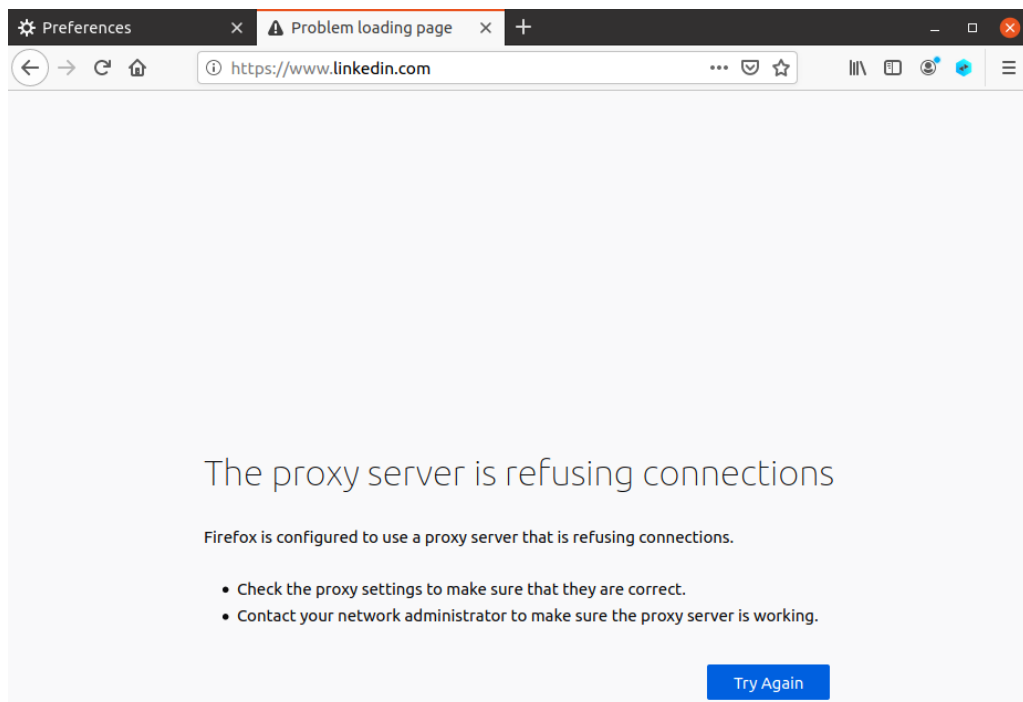 Preferences
Problem loading page
https://www.linkedin.com
The proxy server is refusing connections
Firefox is configured to use a proxy server that is refusing connections.
Check the proxy settings to make sure that they are correct.
Contact your network administrator to make sure the proxy server is working.
Try Again